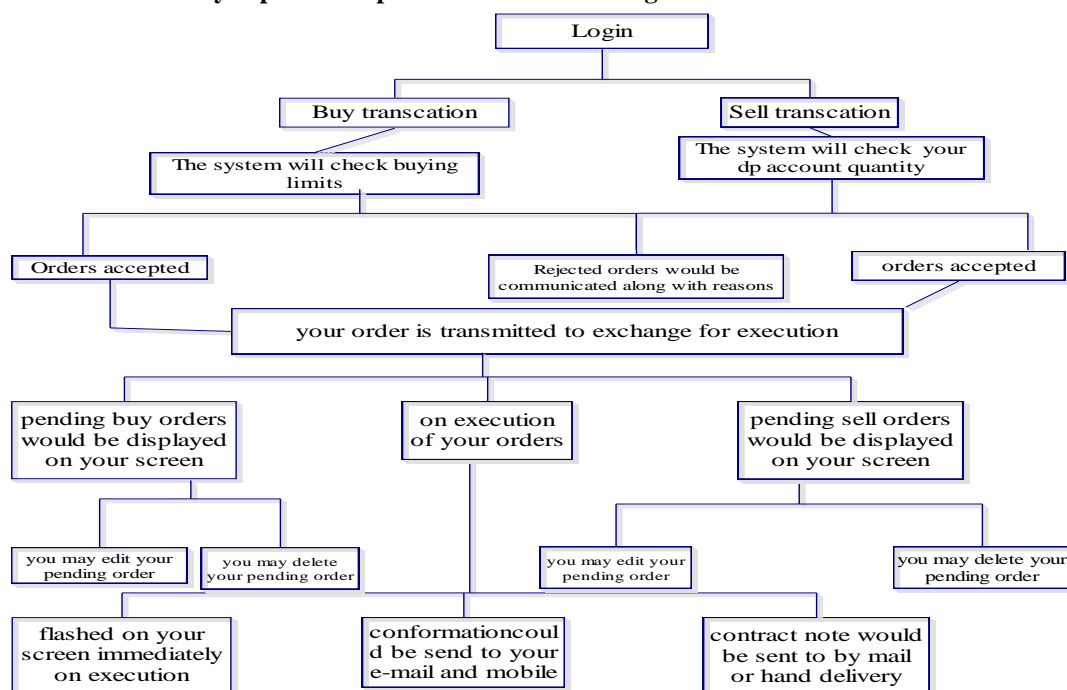 Login
Buy transcation
Sell transcation
The system will check buying
limits
The system will check your
dp account quantity
Orders accepted
Rejected orders would be
communicated along with reasons
orders accepted
your order is transmitted to exchange for execution
pending buy orders
would be displayed
on your screen
on execution
of your orders
pending sell orders
would be displayed
on your screen
you may edit your
pending order
you may delete
your pending order
you may edit your
pending order
you may delete your
pending order
flashed on your
screen immediately
on execution
conformationcoul
d be send to your
e-mail and mobile
contract note would
be sent to by mail
or hand delivery